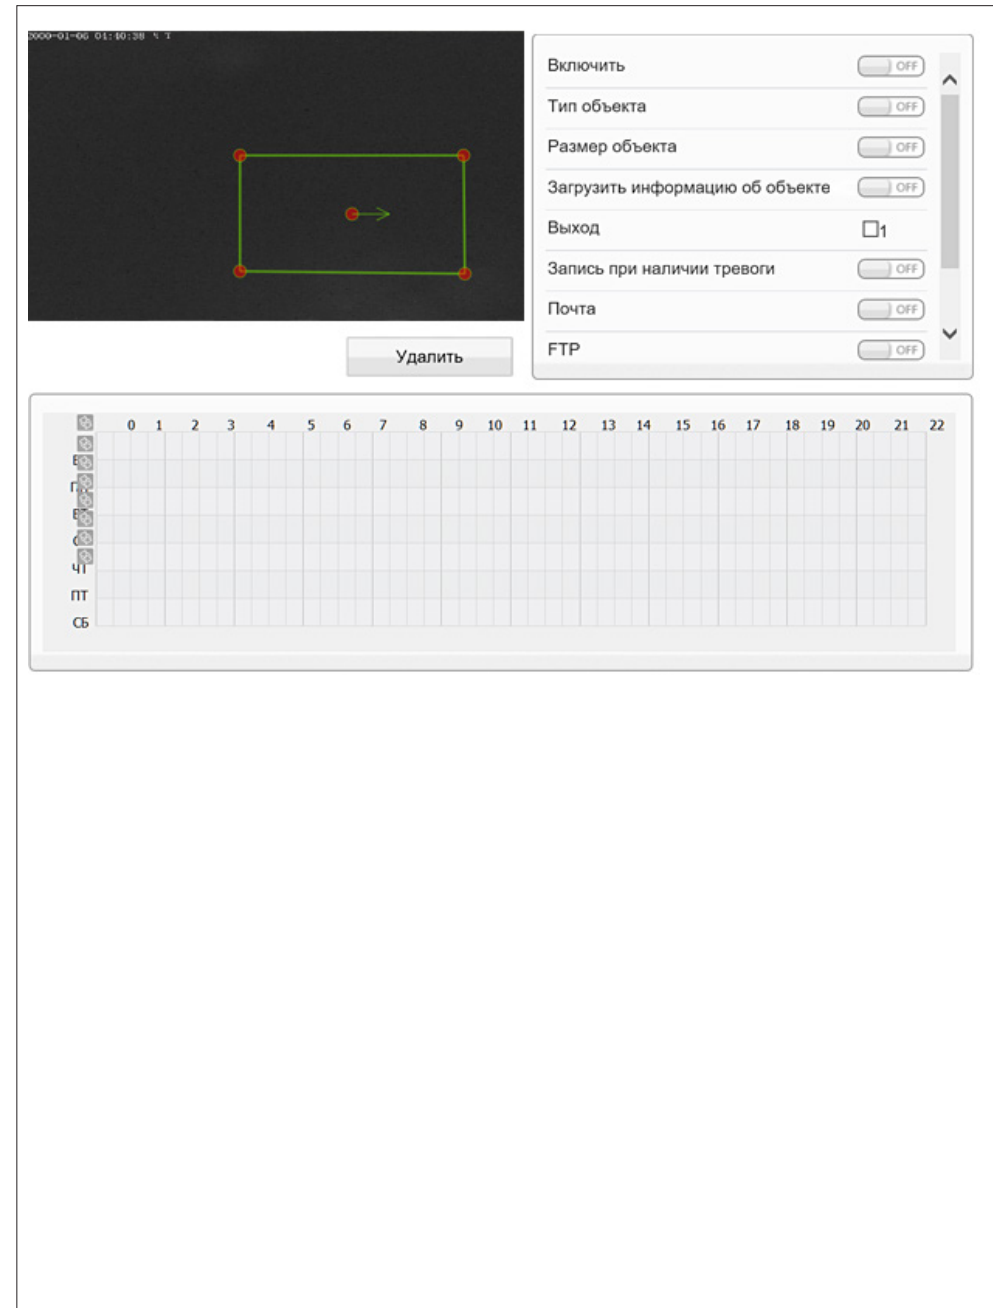 2000-01-06 01:40:38
Включить OFF
Тип объекта OFF
Размер объекта OFF
Загрузить информацию об объекте OFF
Выход 1
Запись при наличии тревоги OFF
Почта OFF
FTP OFF
Удалить
0 1 2 3 4 5 6 7 8 9 10 11 12 13 14 15 16 17 18 19 20 21 22
ЧТ
ПТ
СБ